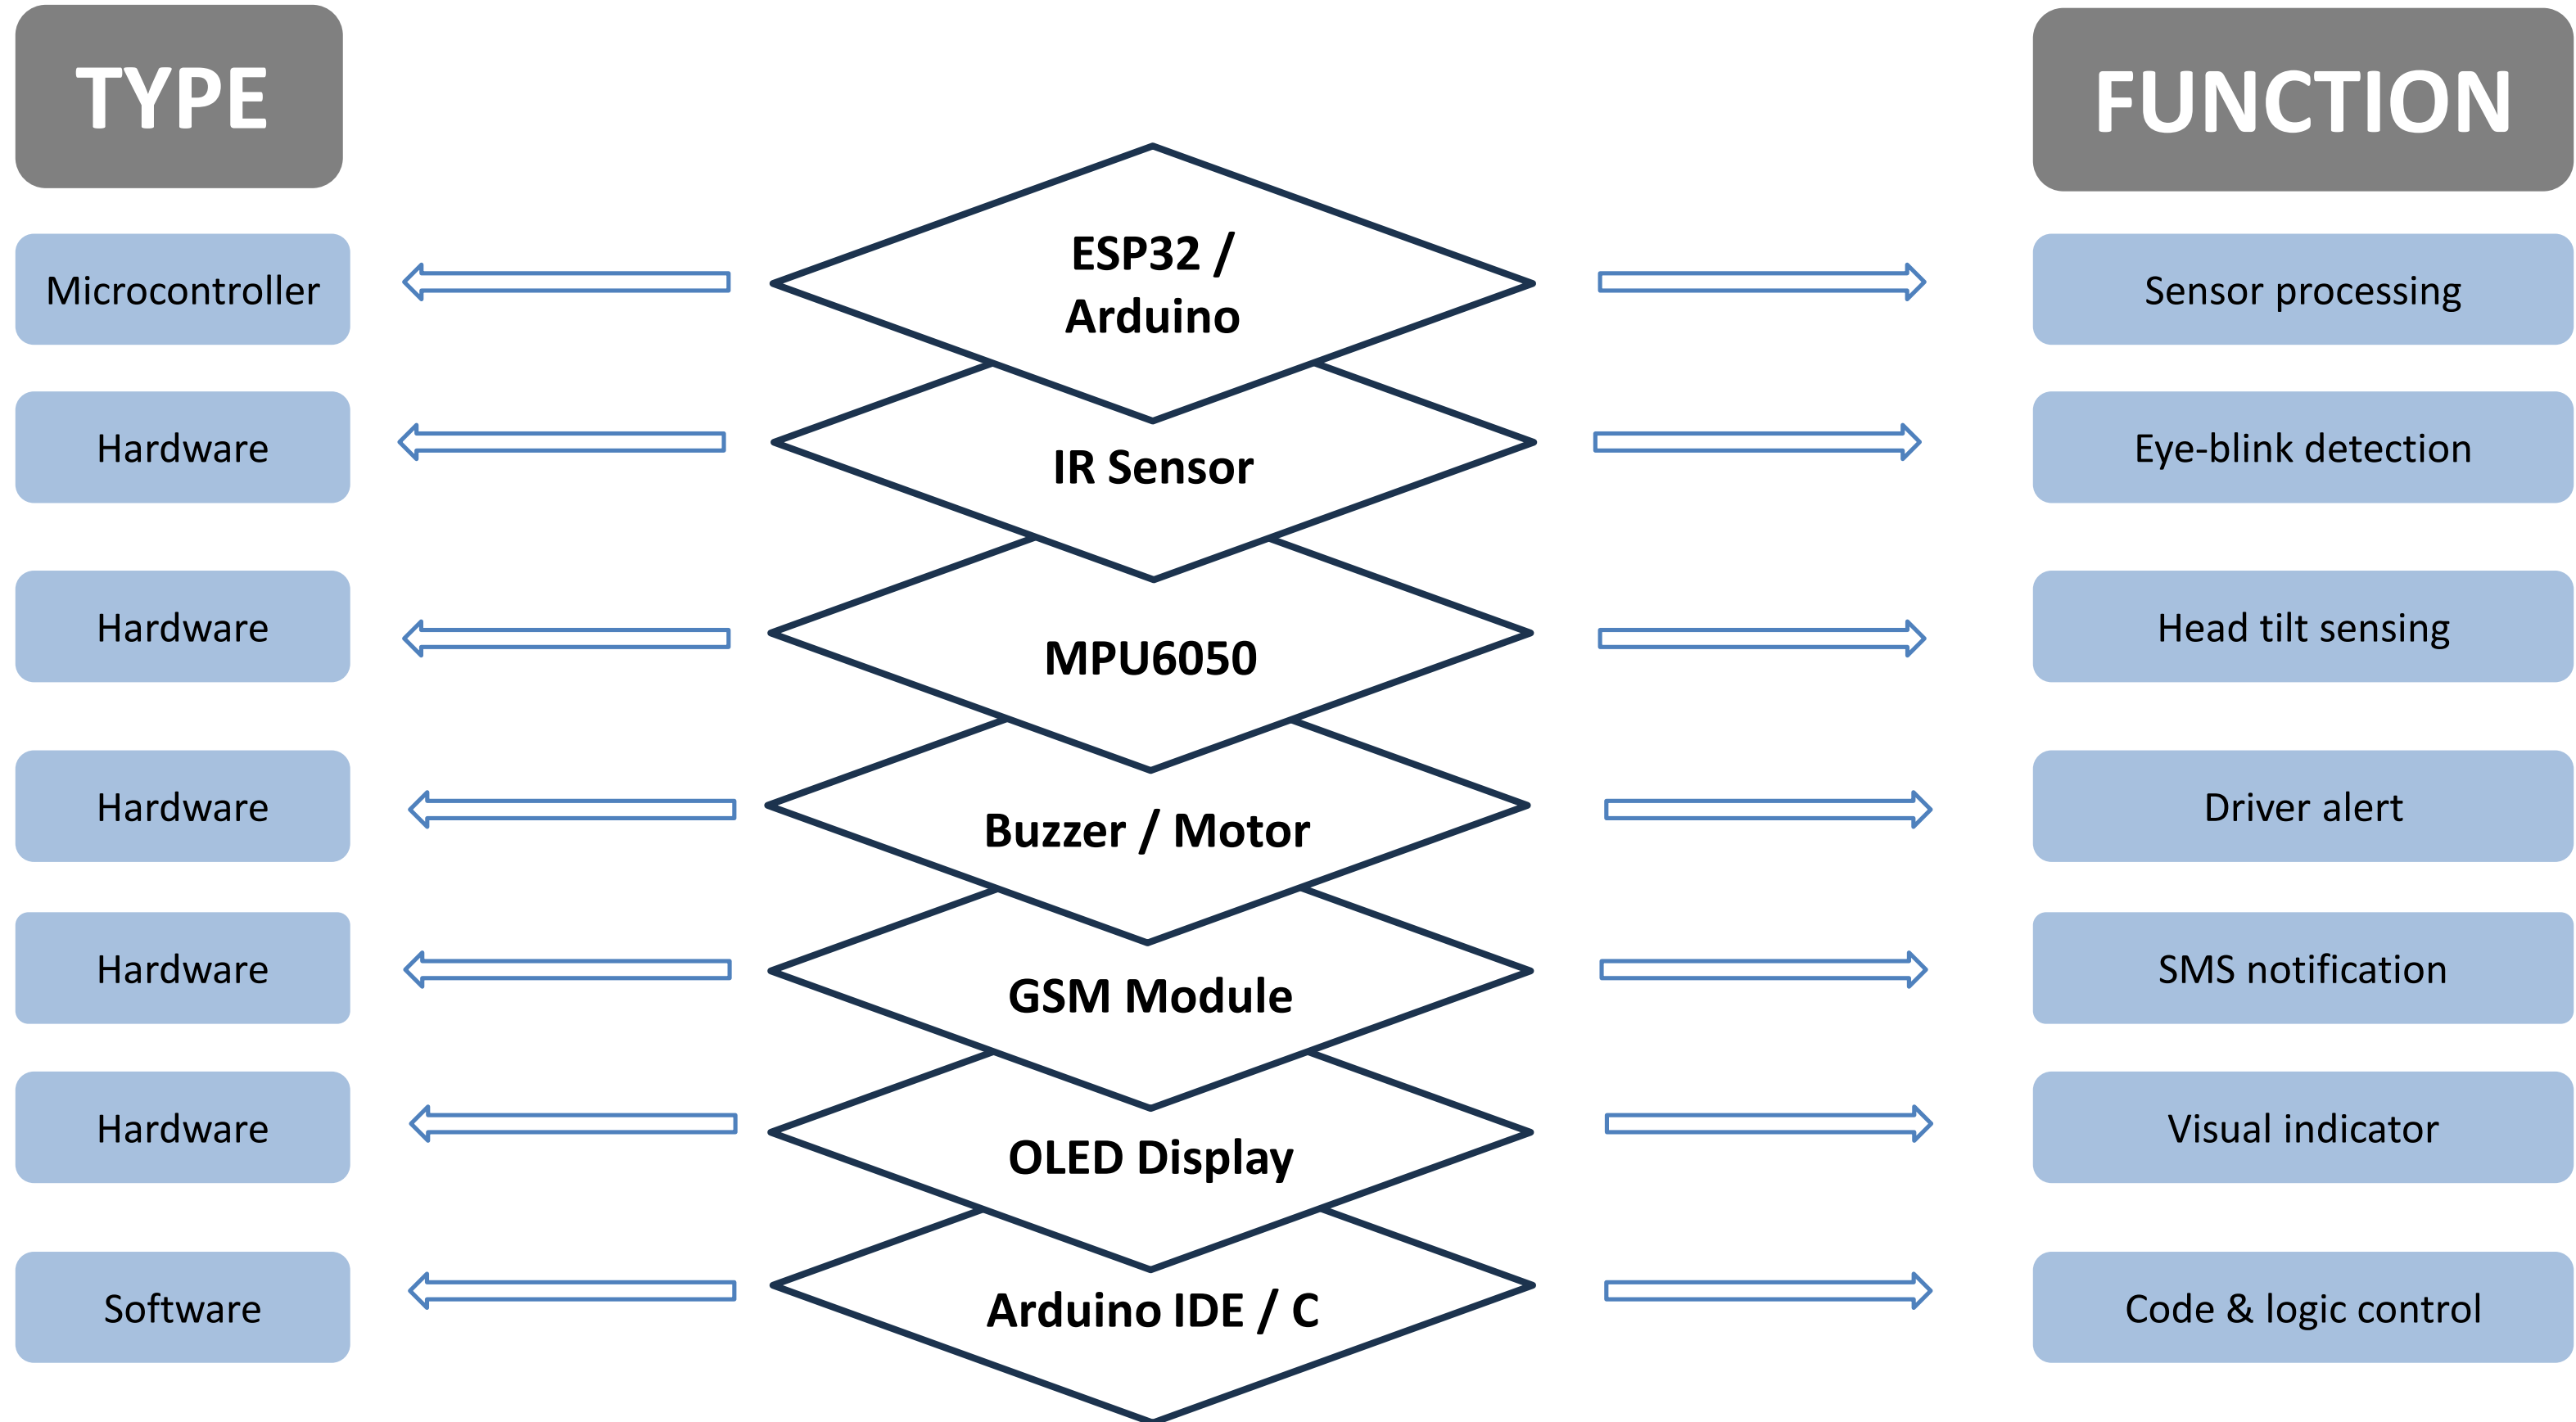 TYPE
FUNCTION
ESP32 /
Arduino
Microcontroller
Sensor processing
Hardware
IR Sensor
Eye-blink detection
Hardware
MPU6050
Head tilt sensing
Hardware
Buzzer / Motor
Driver alert
Hardware
GSM Module
SMS notification
Hardware
OLED Display
Visual indicator
Software
Arduino IDE / C
Code & logic control